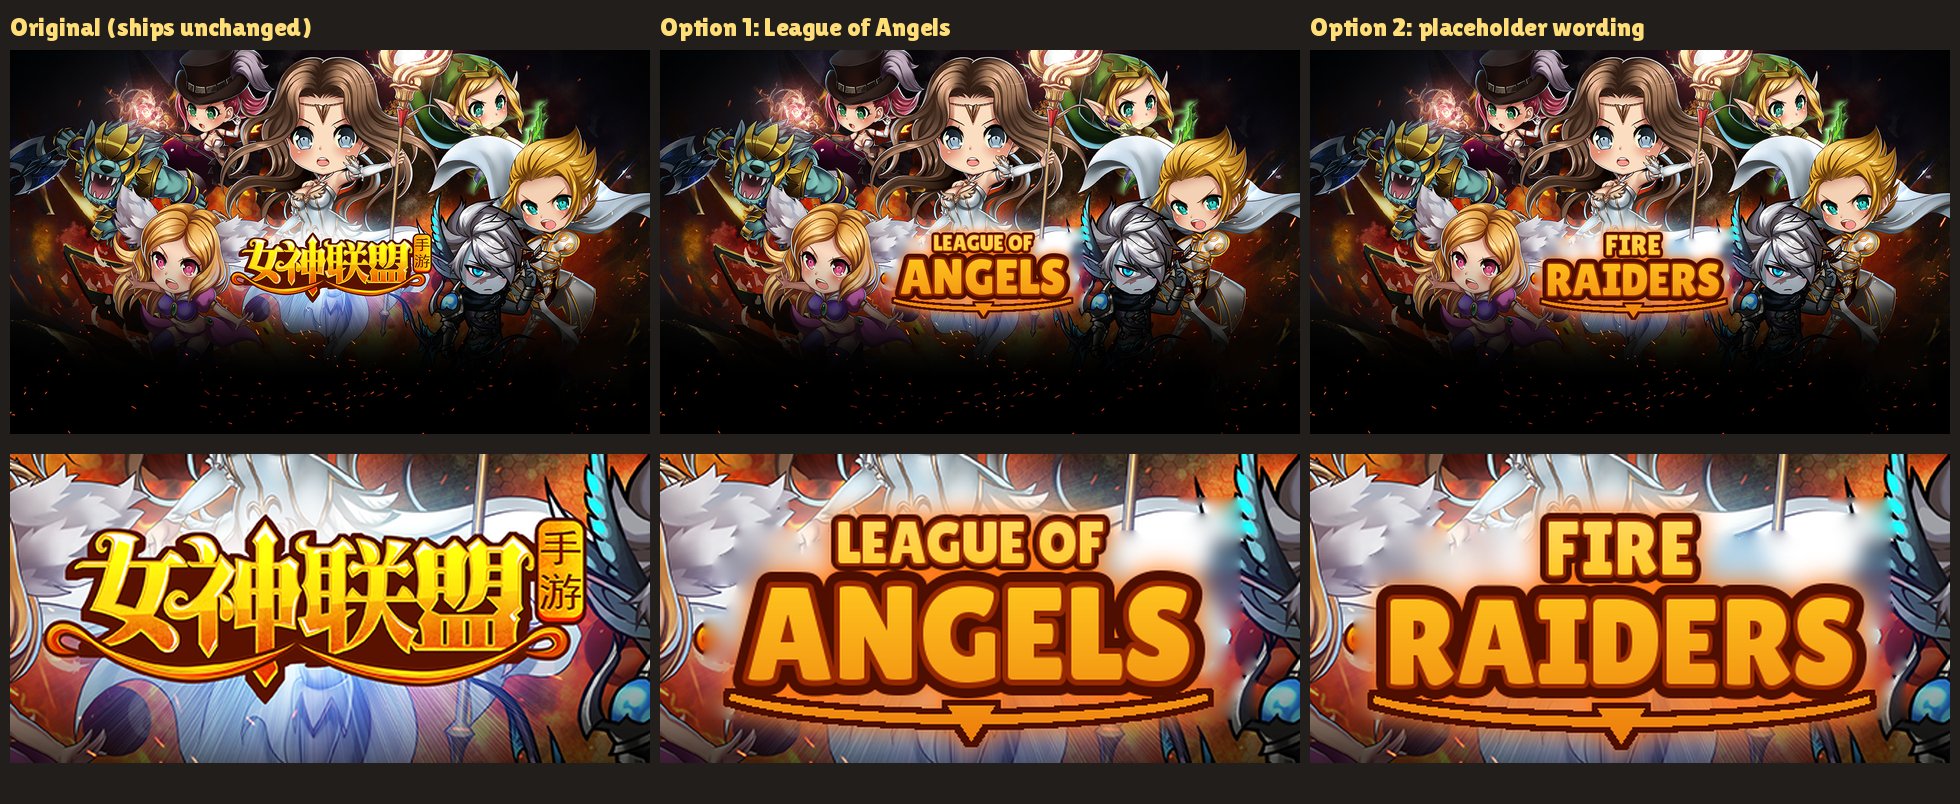 Original (ships unchanged)
Option 1: League of Angels
Option 2: placeholder wording
女神联盟
手游
LEAGUE OF
ANGELS
FIRE
RAIDERS
女神联盟
手游
LEAGUE OF
ANGELS
FIRE
RAIDERS